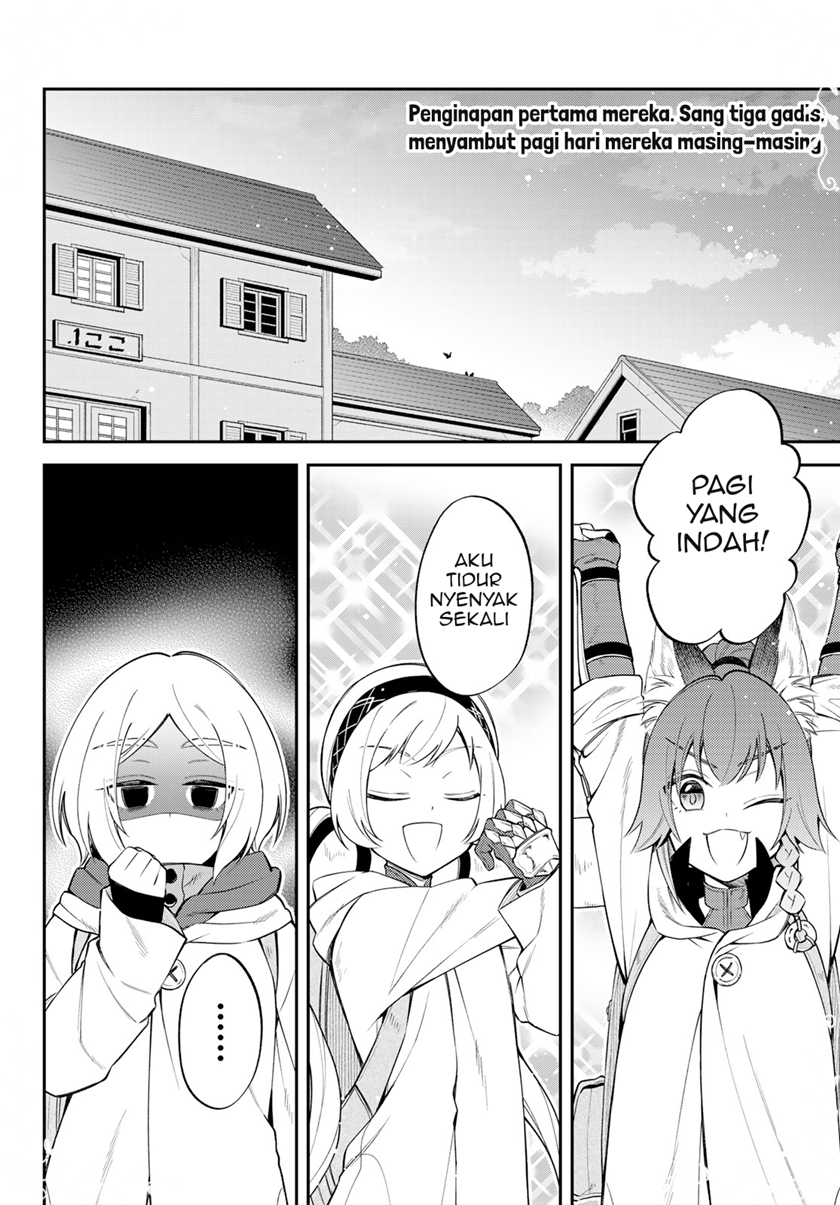 Penginapan pertama mereka. Sang tiga gadis.
menyambut pagi hari mereka masing-masing
PAGI
YANG
INDAH!
AKU
TIDUR
NYENYAK
SEKALI
......